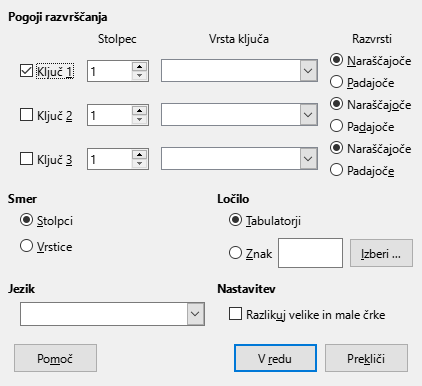 Pogoji razvrščanja
Stolpec Vrsta ključa Razvrsti
Ključ 1 1 Naraščajoče
Padajoče
Ključ 2 1 Naraščajoče
Padajoče
Ključ 3 1 Naraščajoče
Padajoče
Smer Ločilo
Stolpci Tabulatorji
Vrstice Znak Izberi ...
Jezik Nastavitev
Razlikuj velike in male črke
Pomoč V redu Prekliči